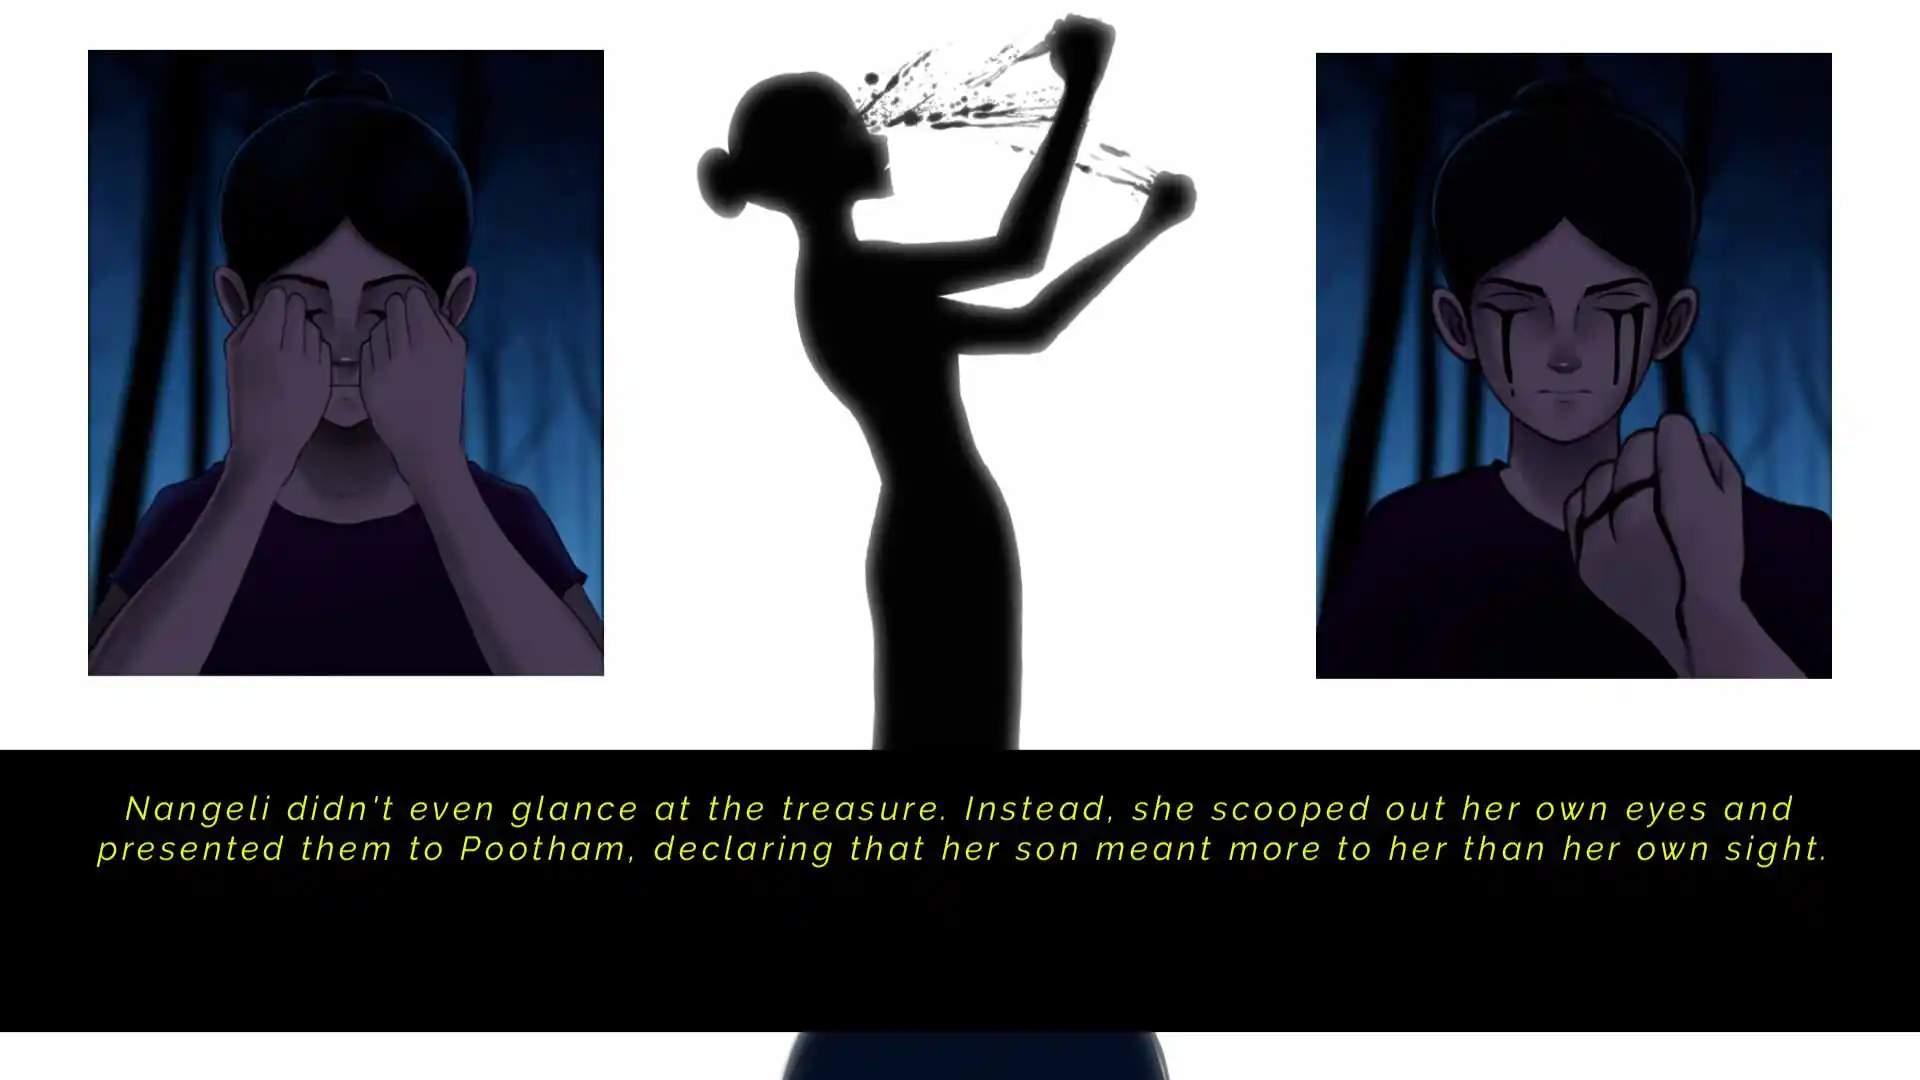 Nangeli didn't even glance at the treasure. Instead, she scooped out her own eyes and
presented them to Pootham, declaring that her son meant more to her than her own sight.